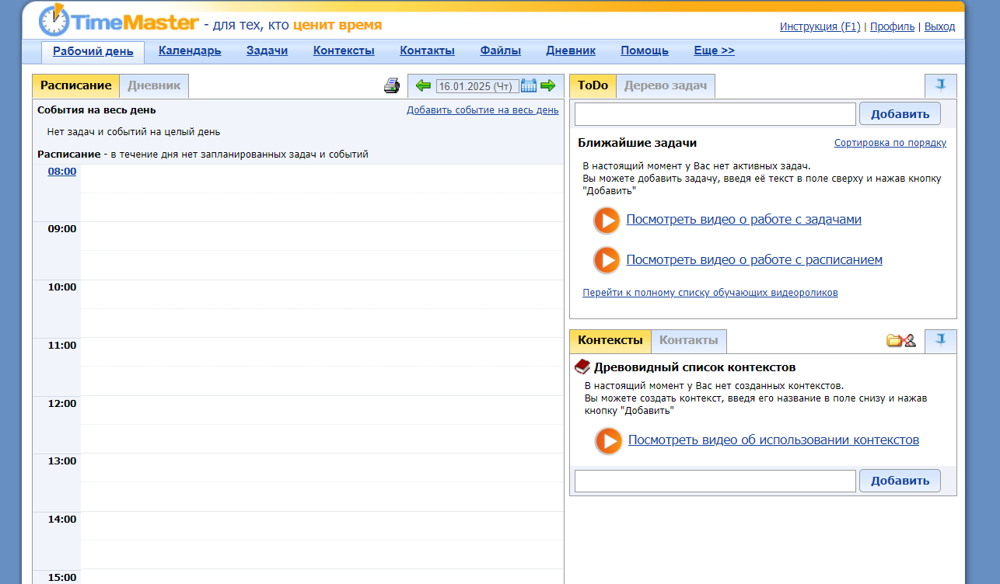 TimeMaster - для тех, кто ценит время
Инструкция (F1) | Профиль | Выход
Рабочий день Календарь Задачи Контексты Контакты Файлы Дневник Помощь Еще >>
Расписание Дневник
16.01.2025 (Чт)
События на весь день
Добавить событие на весь день
Нет задач и событий на целый день
Расписание - в течение дня нет запланированных задач и событий
08:00
09:00
10:00
11:00
12:00
13:00
14:00
15:00
ToDo Дерево задач
Добавить
Ближайшие задачи
Сортировка по порядку
В настоящий момент у Вас нет активных задач.
Вы можете добавить задачу, введя её текст в поле сверху и нажав кнопку
"Добавить"
Посмотреть видео о работе с задачами
Посмотреть видео о работе с расписанием
Перейти к полному списку обучающих видеороликов
Контексты Контакты
Древовидный список контекстов
В настоящий момент у Вас нет созданных контекстов.
Вы можете создать контекст, введя его название в поле снизу и нажав
кнопку "Добавить"
Посмотреть видео об использовании контекстов
Добавить